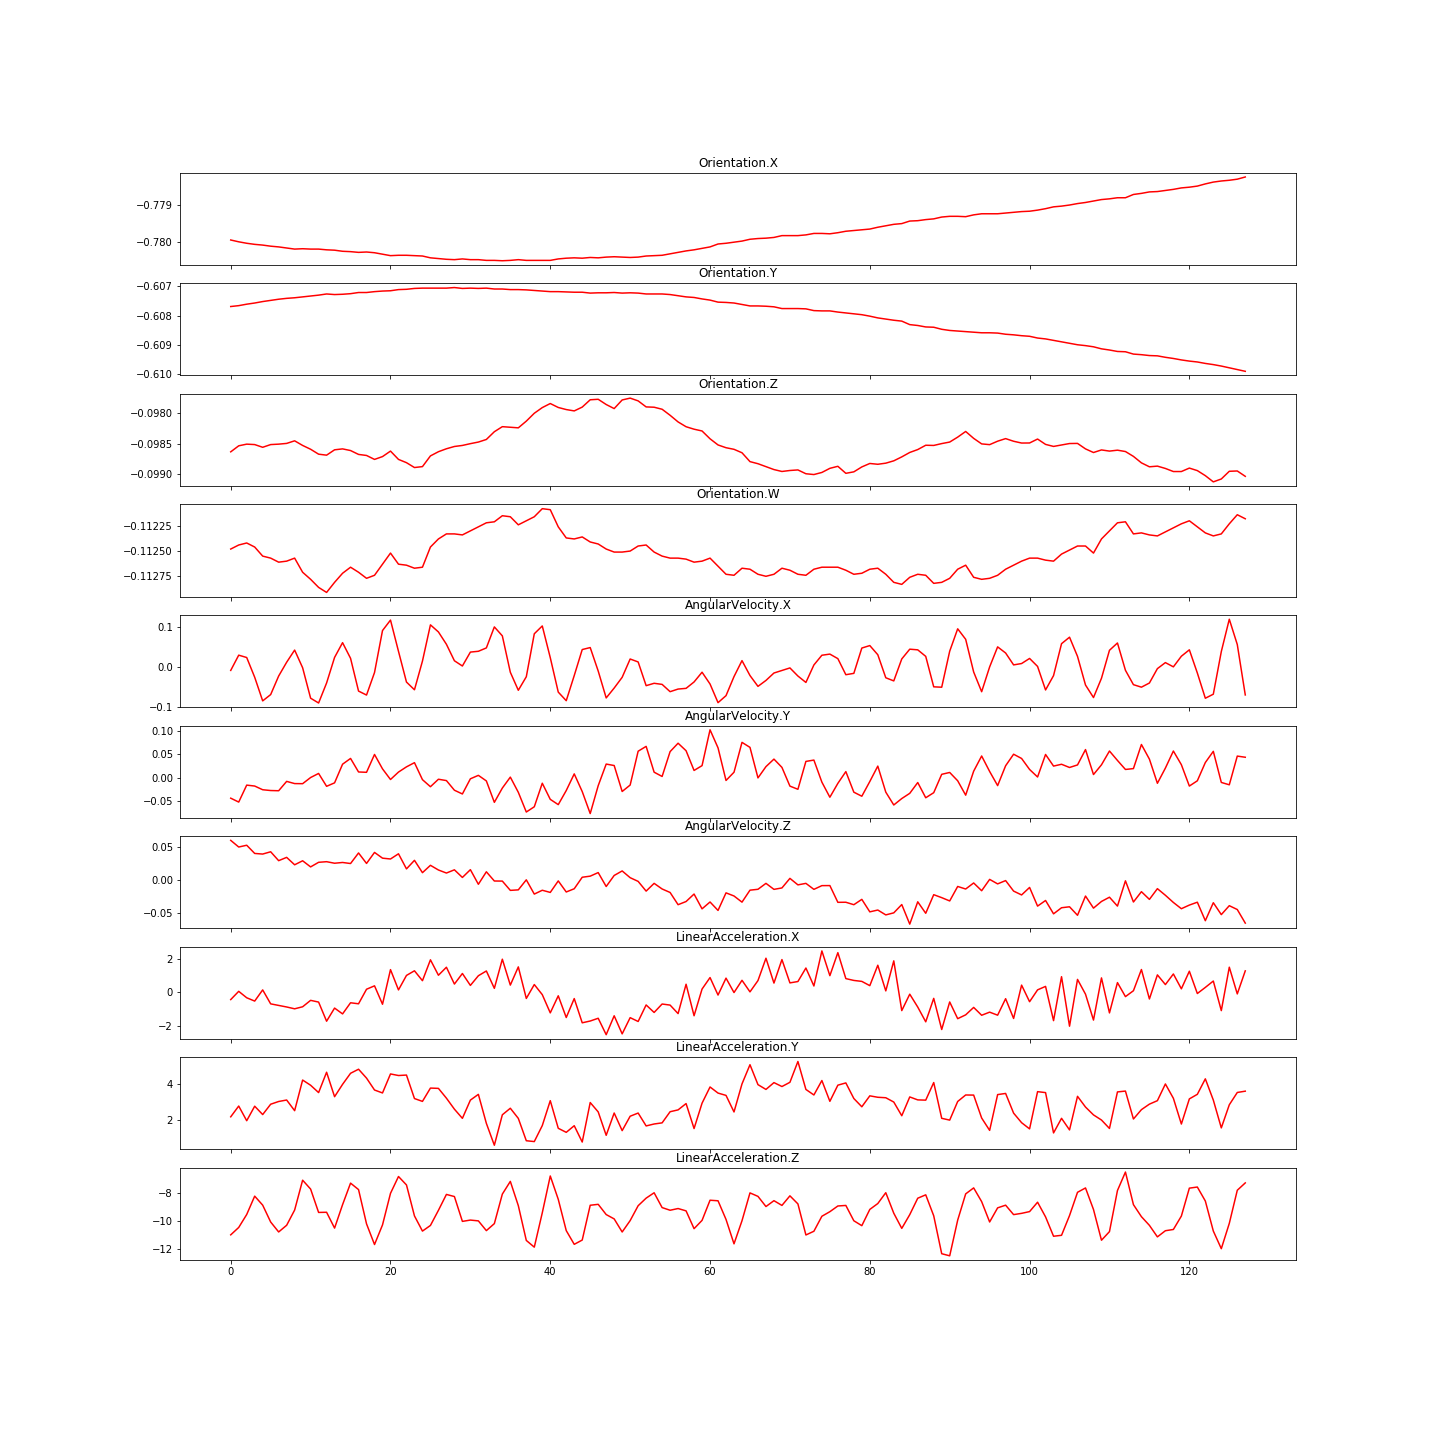 Orientation.X
−0.779
−0.780
Orientation.Y
−0.607
−0.608
−0.609
−0.610
Orientation.Z
−0.0980
−0.0985
−0.0990
Orientation.W
−0.11225
−0.11250
−0.11275
AngularVelocity.X
0.1
0.0
−0.1
AngularVelocity.Y
0.10
0.05
0.00
−0.05
AngularVelocity.Z
0.05
0.00
−0.05
LinearAcceleration.X
2
0
−2
LinearAcceleration.Y
4
2
LinearAcceleration.Z
−8
−10
−12
0 20 40 60 80 100 120